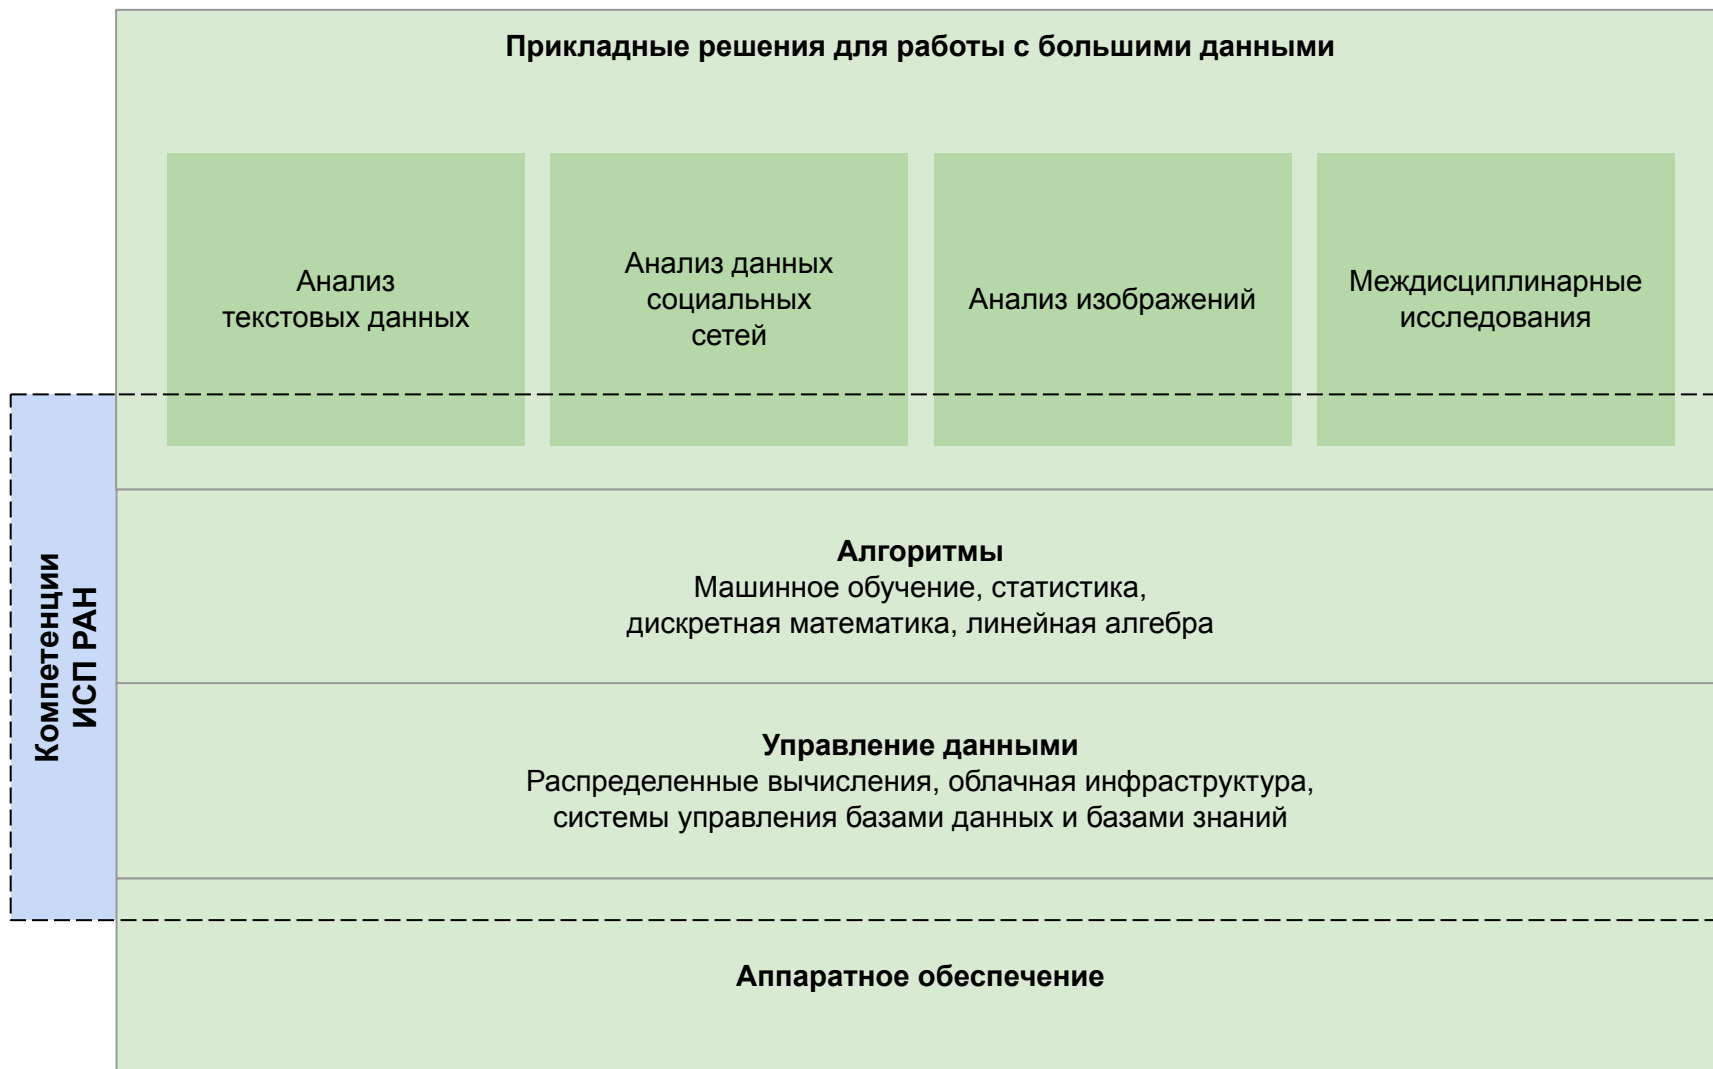 Прикладные решения для работы с большими данными
Анализ
текстовых данных
Анализ данных
социальных
сетей
Анализ изображений
Междисциплинарные
исследования
Компетенции
ИСП РАН
Алгоритмы
Машинное обучение, статистика,
дискретная математика, линейная алгебра
Управление данными
Распределенные вычисления, облачная инфраструктура,
системы управления базами данных и базами знаний
Аппаратное обеспечение